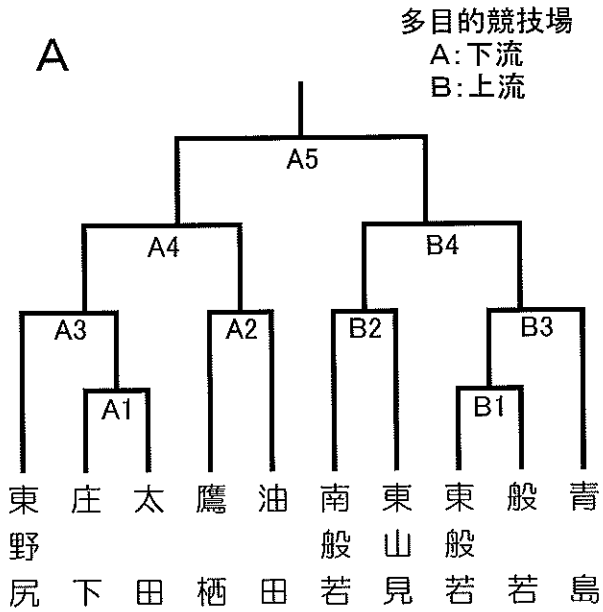 多目的競技場
A
A:下流
B:上流
A5
A4
B4
A3
A2
B2
B3
A1
B1
東野尻
庄下
太田
鷹栖
油田
南般若
東山見
東般若
般若
青島